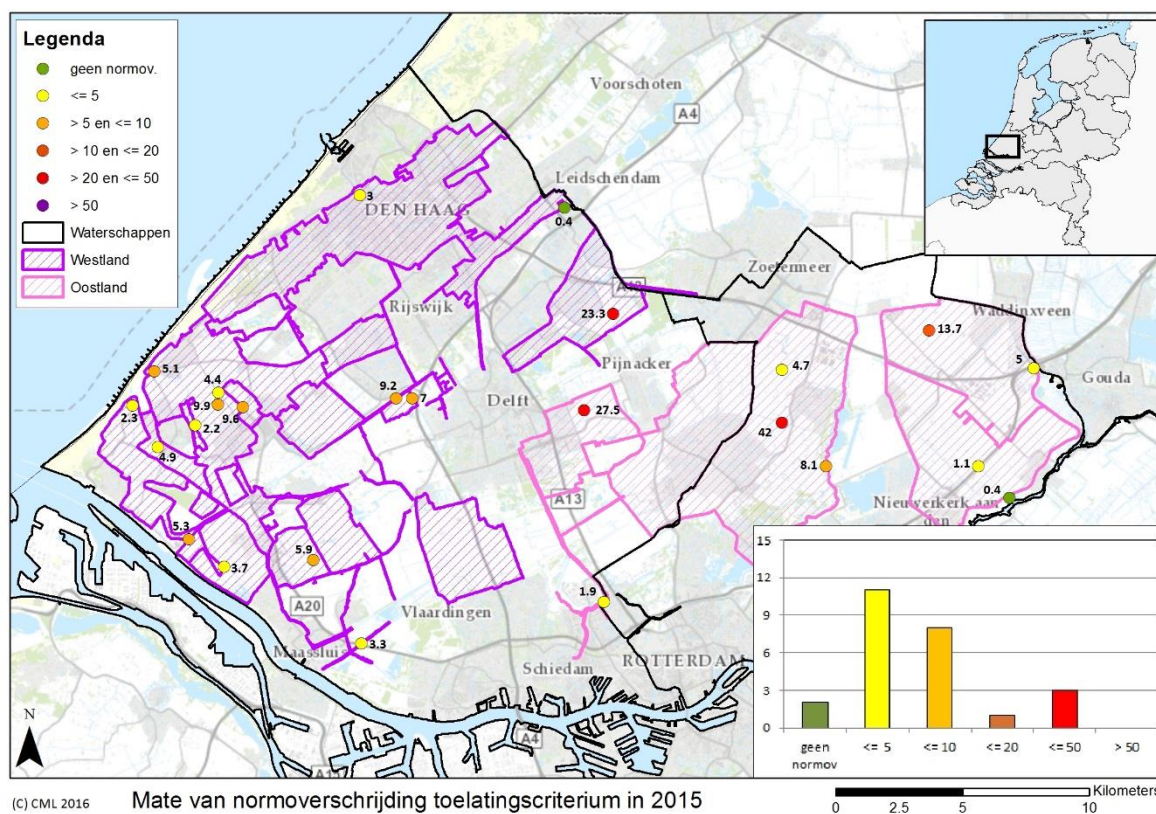 Legenda
geen normov.
<= 5
> 5 en <= 10
> 10 en <= 20
> 20 en <= 50
> 50
Waterschappen
Westland
Oostland
Voorschoten
A4
Leidschendam
3
DEN HAAG
0.4
Zoetermeer
Rijswijk
23.3
13.7
Waddinxveen
Pijnacker
5.1
4.4
4.7
5
Gouda
9.2
7
Delft
2.3
9.9
9.6
2.2
27.5
42
4.9
8.1
1.1
A13
0.4
Nieuwerkerk aan
den
5.3
5.9
3.7
1.9
A20
Vlaardingen
3.3
Maassluis
Schiedam
ROTTERDAM
A4
15
12
9
6
3
0
geen
normov
<= 5
<= 10
<= 20
<=50
> 50
N
(C) CML 2016
Mate van normoverschrijding toelatingscriterium in 2015
Kilometers
0
2.5
5
10